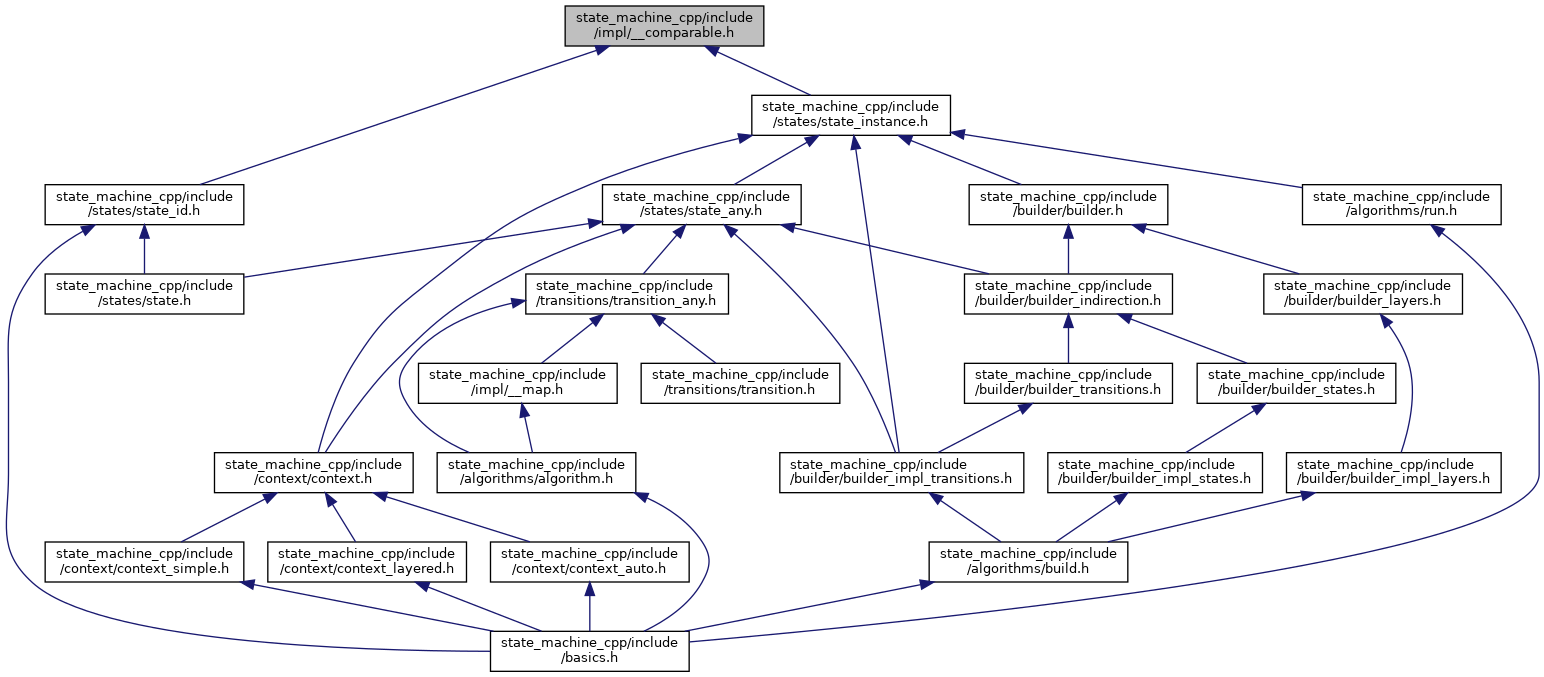 state_machine_cpp/include
/impl/__comparable.h
state_machine_cpp/include
/states/state_instance.h
state_machine_cpp/include
/states/state_id.h
state_machine_cpp/include
/states/state_any.h
state_machine_cpp/include
/builder/builder.h
state_machine_cpp/include
/algorithms/run.h
state_machine_cpp/include
/states/state.h
state_machine_cpp/include
/transitions/transition_any.h
state_machine_cpp/include
/builder/builder_indirection.h
state_machine_cpp/include
/builder/builder_layers.h
state_machine_cpp/include
/impl/__map.h
state_machine_cpp/include
/transitions/transition.h
state_machine_cpp/include
/builder/builder_transitions.h
state_machine_cpp/include
/builder/builder_states.h
state_machine_cpp/include
/context/context.h
state_machine_cpp/include
/algorithms/algorithm.h
state_machine_cpp/include
/builder/builder_impl_transitions.h
state_machine_cpp/include
/builder/builder_impl_states.h
state_machine_cpp/include
/builder/builder_impl_layers.h
state_machine_cpp/include
/context/context_simple.h
state_machine_cpp/include
/context/context_layered.h
state_machine_cpp/include
/context/context_auto.h
state_machine_cpp/include
/algorithms/build.h
state_machine_cpp/include
/basics.h